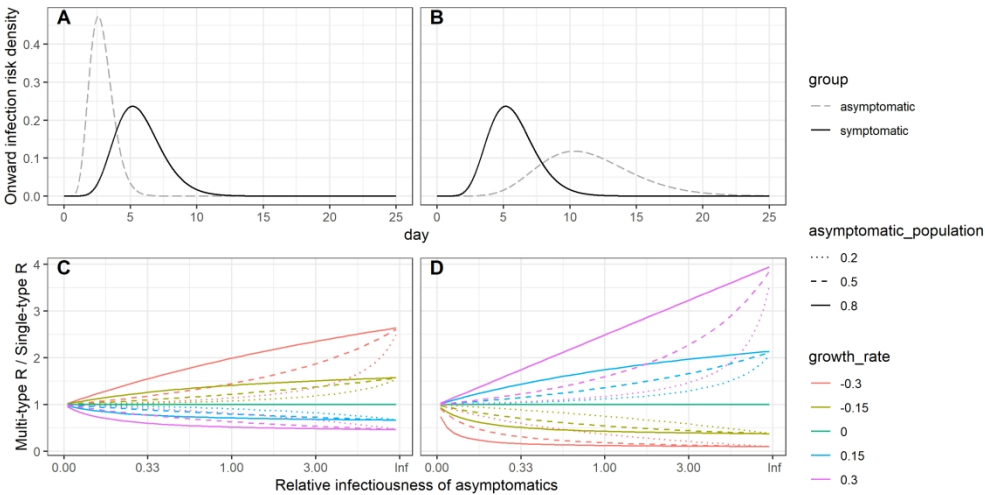 A
B
Onward infection risk density
0.4
0.3
0.2
0.1
0.0
0 5 10 15 20 25
0 5 10 15 20 25
day
C
D
Multi-type R / Single-type R
4
3
2
1
0
0.00 0.33 1.00 3.00 Inf
0.00 0.33 1.00 3.00 Inf
Relative infectiousness of asymptomatics
group
asymptomatic
symptomatic
asymptomatic_population
0.2
0.5
0.8
growth_rate
-0.3
-0.15
0
0.15
0.3